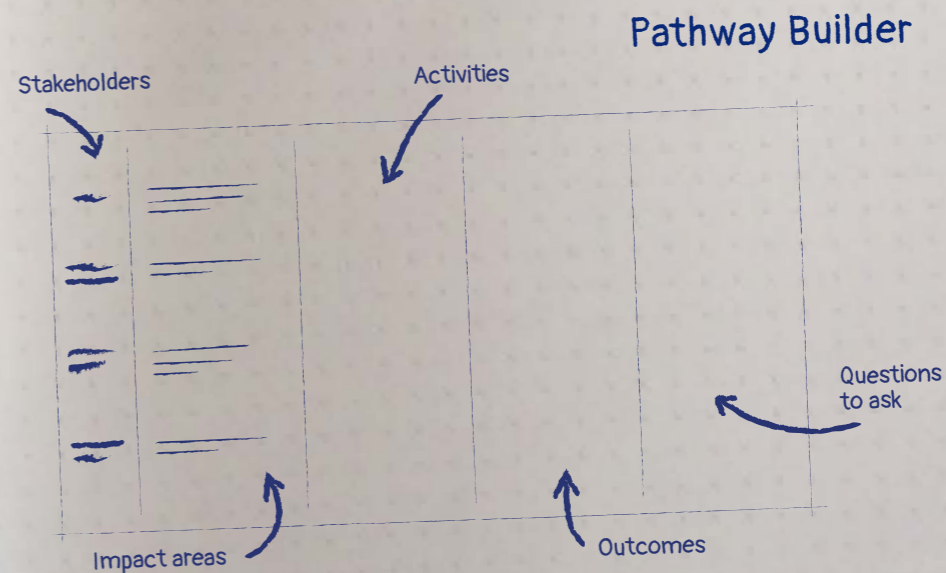 Pathway Builder
Stakeholders
Activities
Questions
to ask
Impact areas
Outcomes